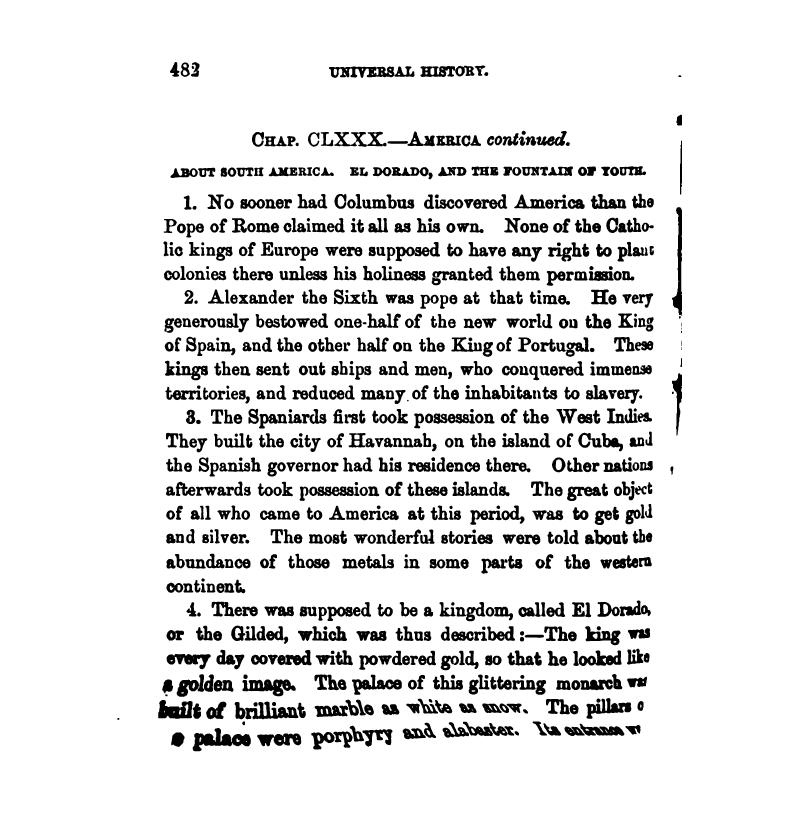 482
UNIVERSAL HISTORY.
CHAP. CLXXX.—AMERICA continued.
ABOUT SOUTH AMERICA. EL DORADO, AND THE FOUNTAIN OF YOUTH.
1. No sooner had Columbus discovered America than the
Pope of Rome claimed it all as his own. None of the Catho-
lic kings of Europe were supposed to have any right to plant
colonies there unless his holiness granted them permission.
2. Alexander the Sixth was pope at that time. He very
generously bestowed one-half of the new world on the King
of Spain, and the other half on the King of Portugal. These
kings then sent out ships and men, who conquered immense
territories, and reduced many of the inhabitants to slavery.
3. The Spaniards first took possession of the West Indies.
They built the city of Havannah, on the island of Cuba, and
the Spanish governor had his residence there. Other nations
afterwards took possession of these islands. The great object
of all who came to America at this period, was to get gold
and silver. The most wonderful stories were told about the
abundance of those metals in some parts of the western
continent.
4. There was supposed to be a kingdom, called El Dorado,
or the Gilded, which was thus described:—The king was
every day covered with powdered gold, so that he looked like
a golden image. The palace of this glittering monarch was
built of brilliant marble as white as snow. The pillars o
e palace were porphyry and alabaster. Its entrance w